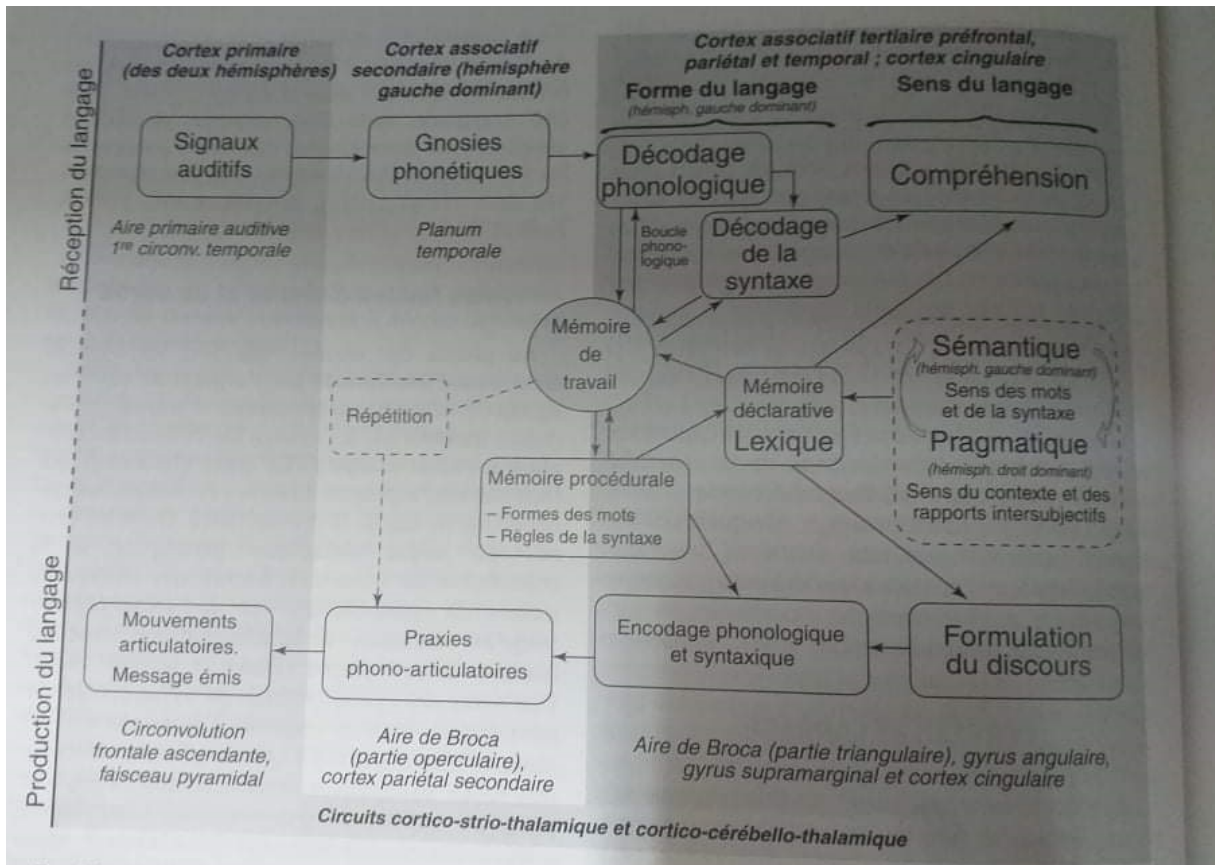 Cortex primaire
(des deux hémisphères)
Cortex associatif
secondaire (hémisphère
gauche dominant)
Cortex associatif tertiaire préfrontal,
pariétal et temporal ; cortex cingulaire
Forme du langage
(hémisph. gauche dominant)
Sens du langage
Réception du langage
Signaux
auditifs
Gnosies
phonétiques
Décodage
phonologique
Compréhension
Aire primaire auditive
1re circonv. temporale
Planum
temporale
Boucle
phono-
logique
Décodage
de la
syntaxe
Mémoire
de
travail
Répétition
Mémoire
déclarative
Lexique
Sémantique
(hémisph. gauche dominant)
Sens des mots
et de la syntaxe
Pragmatique
(hémisph. droit dominant)
Sens du contexte et des
rapports intersubjectifs
Mémoire procédurale
– Formes des mots
– Règles de la syntaxe
Production du langage
Mouvements
articulatoires.
Message émis
Praxies
phono-articulatoires
Encodage phonologique
et syntaxique
Formulation
du discours
Circonvolution
frontale ascendante,
faisceau pyramidal
Aire de Broca
(partie operculaire),
cortex pariétal secondaire
Aire de Broca (partie triangulaire), gyrus angulaire,
gyrus supramarginal et cortex cingulaire
Circuits cortico-strio-thalamique et cortico-cérébello-thalamique